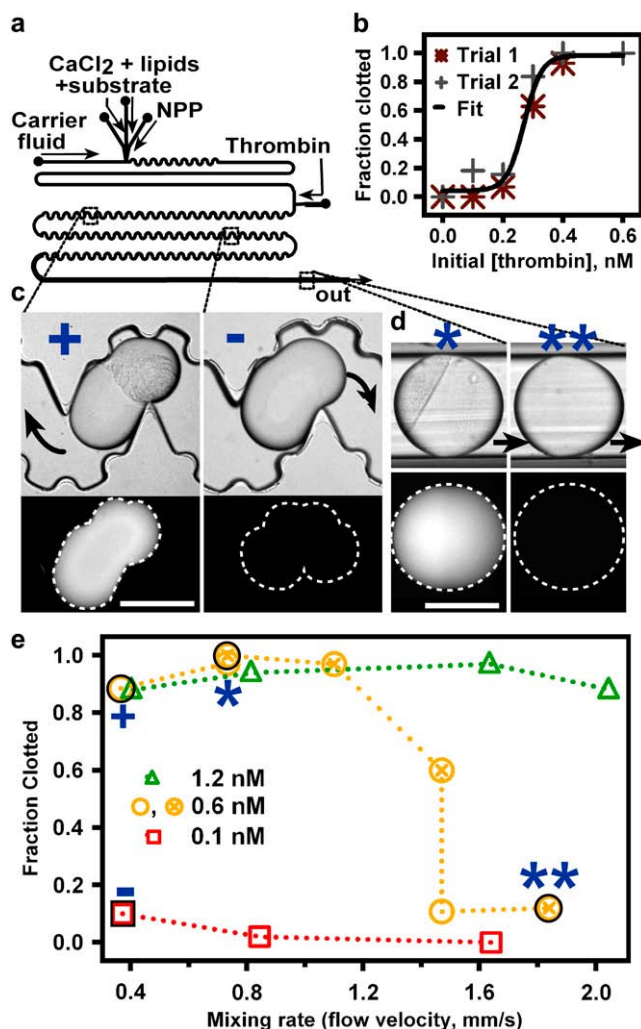 a
CaCl2 + lipids
+substrate
NPP
Carrier
fluid
Thrombin
out
b
Fraction clotted
1.0
0.8
0.6
0.4
0.2
0.0
Trial 1
Trial 2
Fit
0.0 0.2 0.4 0.6
Initial [thrombin], nM
c
+
-
d
*
**
e
Fraction Clotted
1.0
0.8
0.6
0.4
0.2
0.0
+
*
1.2 nM
, 0.6 nM
0.1 nM
-
**
0.4 0.8 1.2 1.6 2.0
Mixing rate (flow velocity, mm/s)